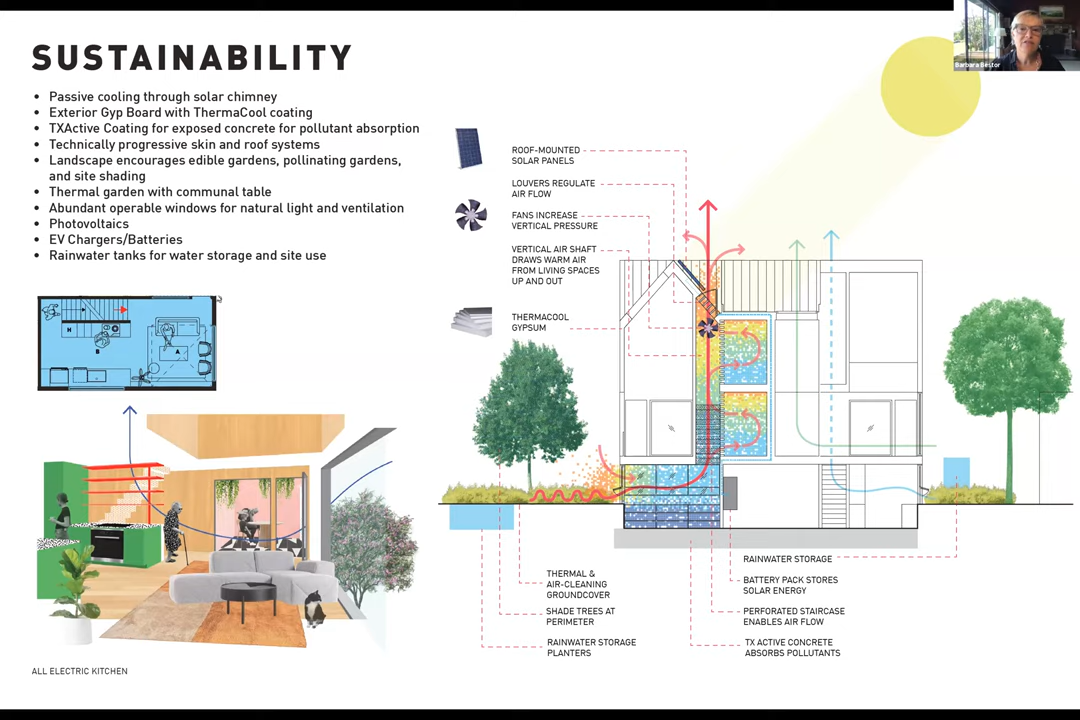 SUSTAINABILITY
• Passive cooling through solar chimney
• Exterior Gyp Board with ThermaCool coating
• TXActive Coating for exposed concrete for pollutant absorption
• Technically progressive skin and roof systems
• Landscape encourages edible gardens, pollinating gardens,
and site shading
• Thermal garden with communal table
• Abundant operable windows for natural light and ventilation
• Photovoltaics
• EV Chargers/Batteries
• Rainwater tanks for water storage and site use
Barbara Bestor
ROOF-MOUNTED
SOLAR PANELS
LOUVERS REGULATE
AIR FLOW
FANS INCREASE
VERTICAL PRESSURE
VERTICAL AIR SHAFT
DRAWS WARM AIR
FROM LIVING SPACES
UP AND OUT
THERMACOOL
GYPSUM
H
B
A
THERMAL &
AIR-CLEANING
GROUNDCOVER
SHADE TREES AT
PERIMETER
RAINWATER STORAGE
PLANTERS
RAINWATER STORAGE
BATTERY PACK STORES
SOLAR ENERGY
PERFORATED STAIRCASE
ENABLES AIR FLOW
TX ACTIVE CONCRETE
ABSORBS POLLUTANTS
ALL ELECTRIC KITCHEN